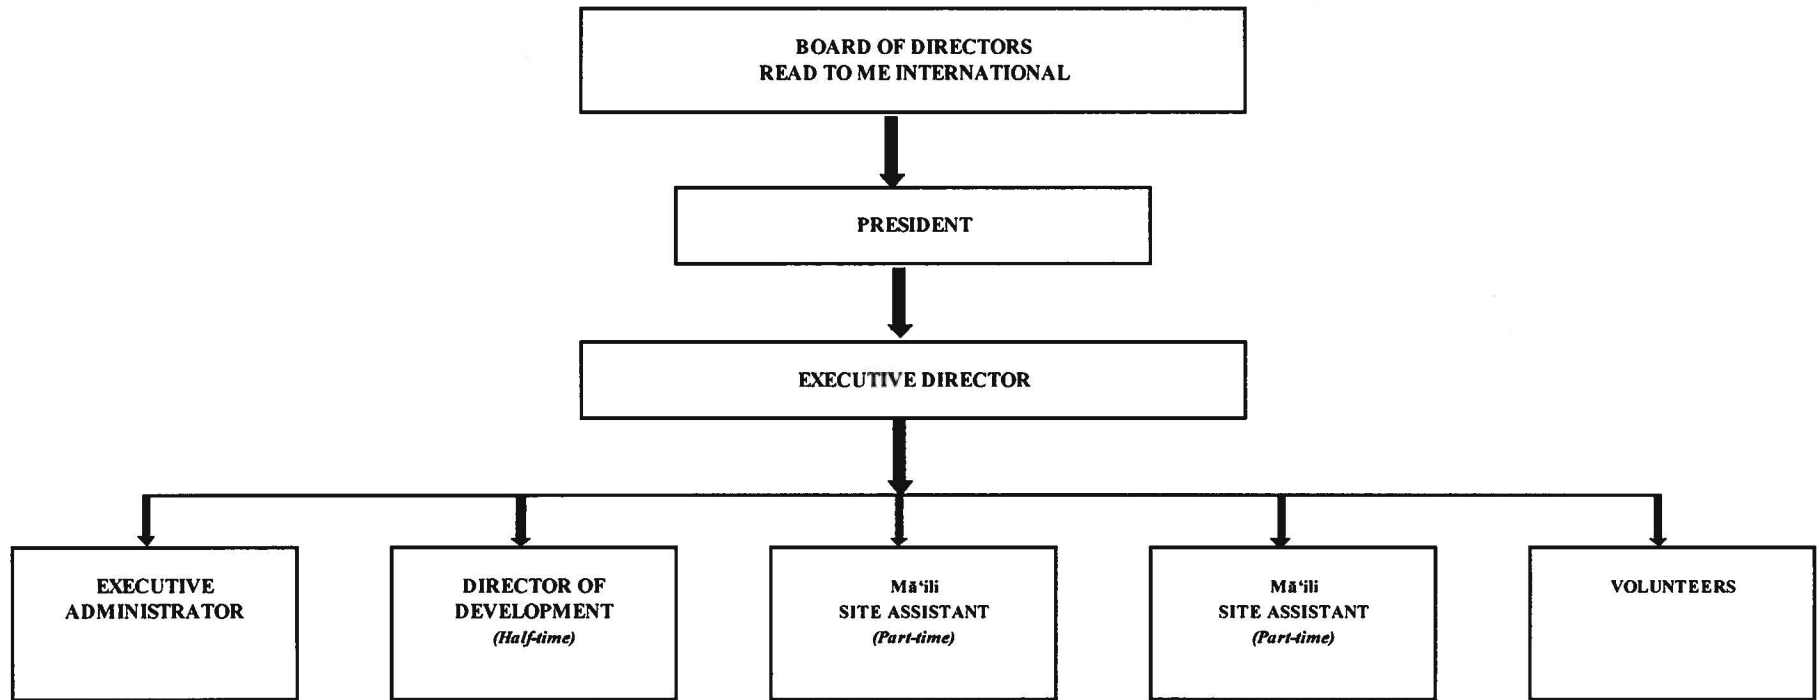 BOARD OF DIRECTORS
READ TO ME INTERNATIONAL
PRESIDENT
EXECUTIVE DIRECTOR
EXECUTIVE
ADMINISTRATOR
DIRECTOR OF
DEVELOPMENT
(Half-time)
Mā‘ili
SITE ASSISTANT
(Part-time)
Mā‘ili
SITE ASSISTANT
(Part-time)
VOLUNTEERS